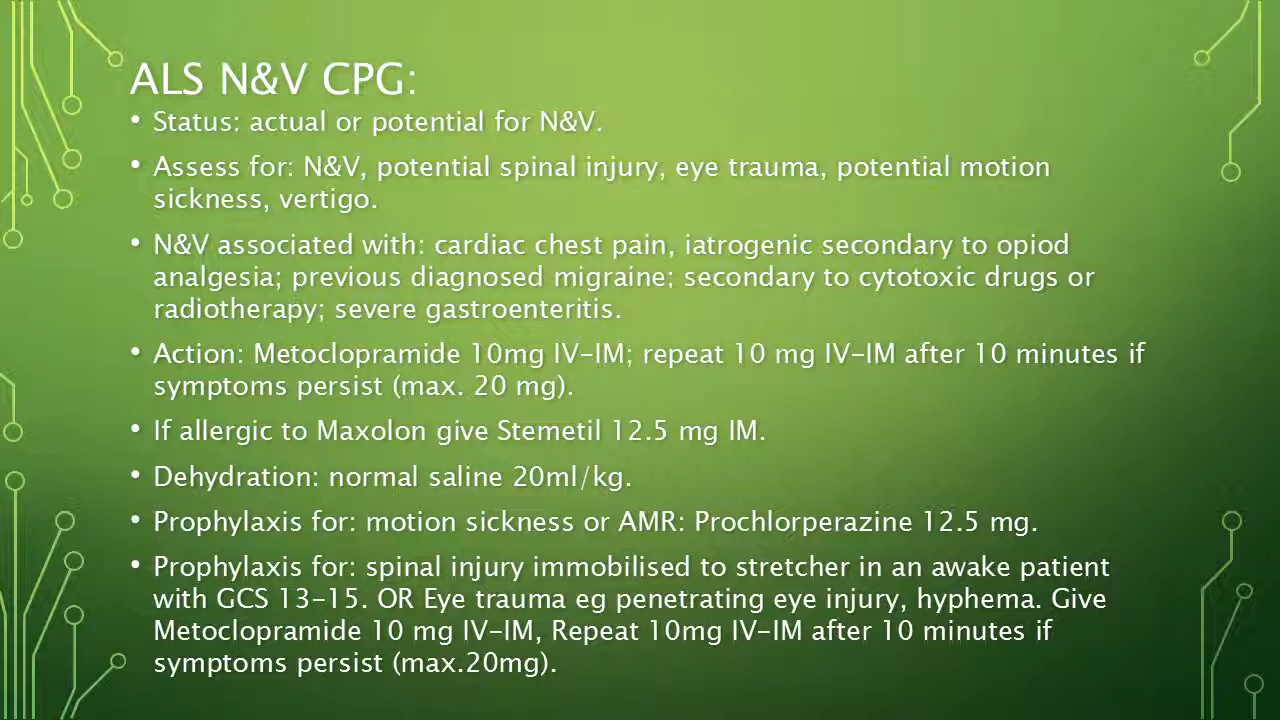 ALS N&V CPG:
• Status: actual or potential for N&V.
• Assess for: N&V, potential spinal injury, eye trauma, potential motion
sickness, vertigo.
• N&V associated with: cardiac chest pain, iatrogenic secondary to opiod
analgesia; previous diagnosed migraine; secondary to cytotoxic drugs or
radiotherapy; severe gastroenteritis.
• Action: Metoclopramide 10mg IV-IM; repeat 10 mg IV-IM after 10 minutes if
symptoms persist (max. 20 mg).
• If allergic to Maxolon give Stemetil 12.5 mg IM.
• Dehydration: normal saline 20ml/kg.
• Prophylaxis for: motion sickness or AMR: Prochlorperazine 12.5 mg.
• Prophylaxis for: spinal injury immobilised to stretcher in an awake patient
with GCS 13-15. OR Eye trauma eg penetrating eye injury, hyphema. Give
Metoclopramide 10 mg IV-IM, Repeat 10mg IV-IM after 10 minutes if
symptoms persist (max.20mg).